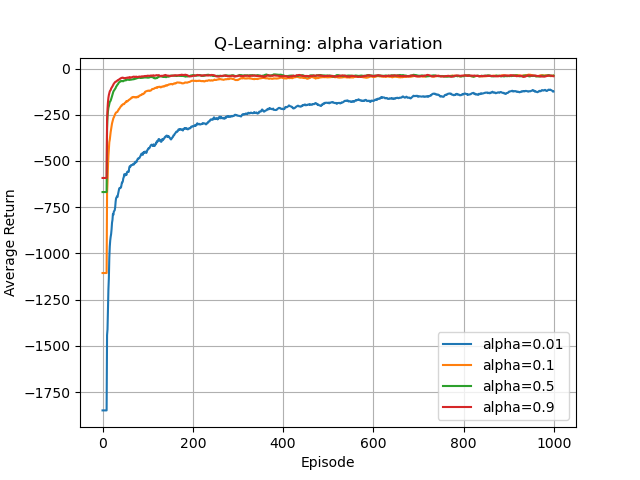 Q-Learning: alpha variation
0
−250
−500
−750
−1000
−1250
−1500
−1750
Average Return
0 200 400 600 800 1000
Episode
alpha=0.01
alpha=0.1
alpha=0.5
alpha=0.9